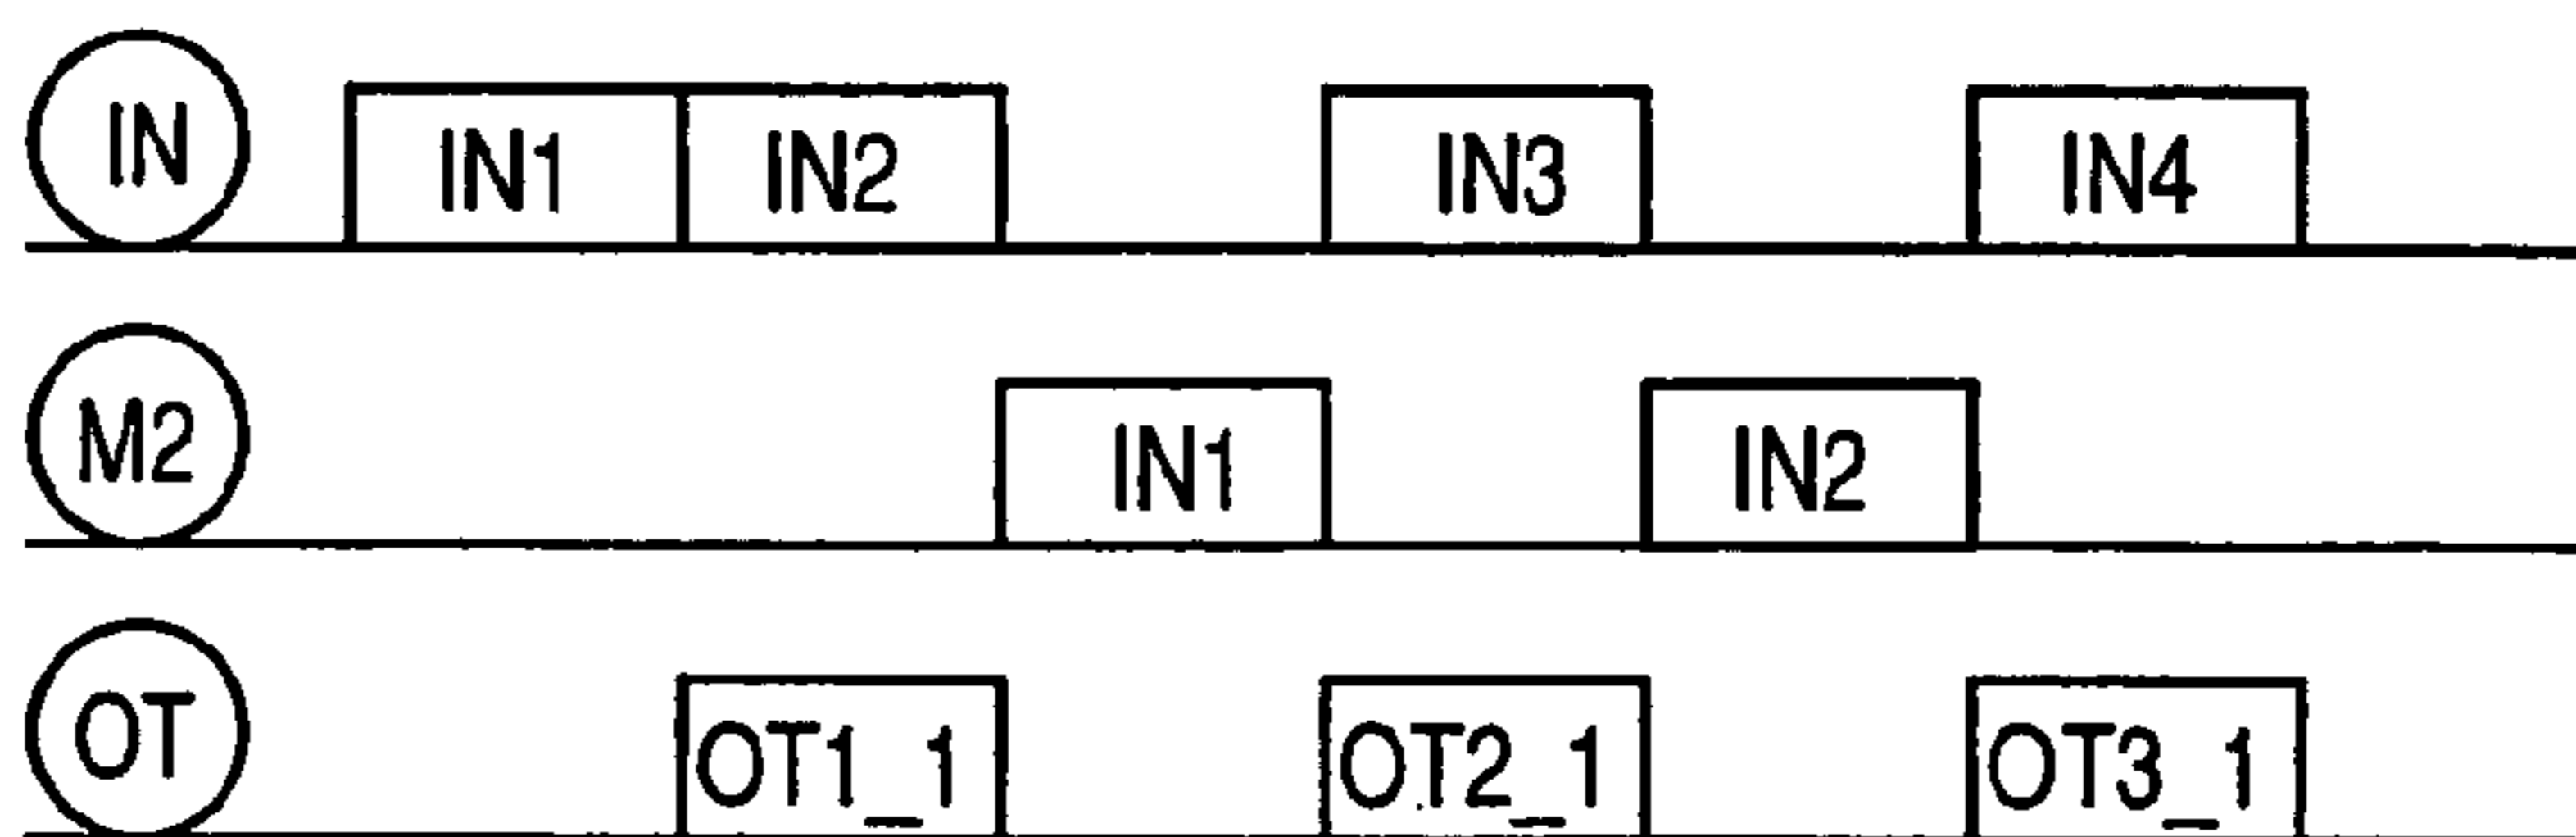 IN IN1 IN2 IN3 IN4
M2 IN1 IN2
OT OT1_1 OT2_1 OT3_1